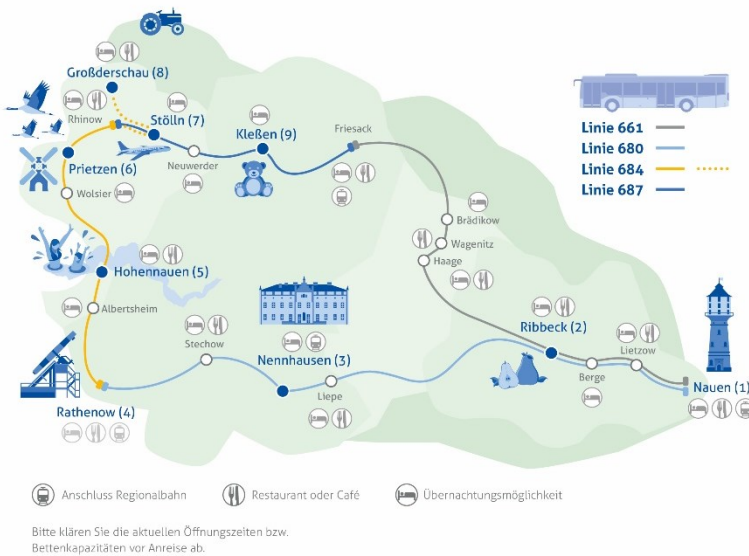 Großderschau (8)
Rhinow
Stölln (7)
Kleßen (9)
Friesack
Linie 661
Linie 680
Linie 684
Linie 687
Prietzen (6)
Neuwerder
Wolsier
Brädikow
Wagenitz
Haage
Hohennauen (5)
Albertsheim
Ribbeck (2)
Stechow
Nennhausen (3)
Lietzow
Berge
Liepe
Nauen (1)
Rathenow (4)
Anschluss Regionalbahn
Restaurant oder Café
Übernachtungsmöglichkeit
Bitte klären Sie die aktuellen Öffnungszeiten bzw.
Bettenkapazitäten vor Anreise ab.